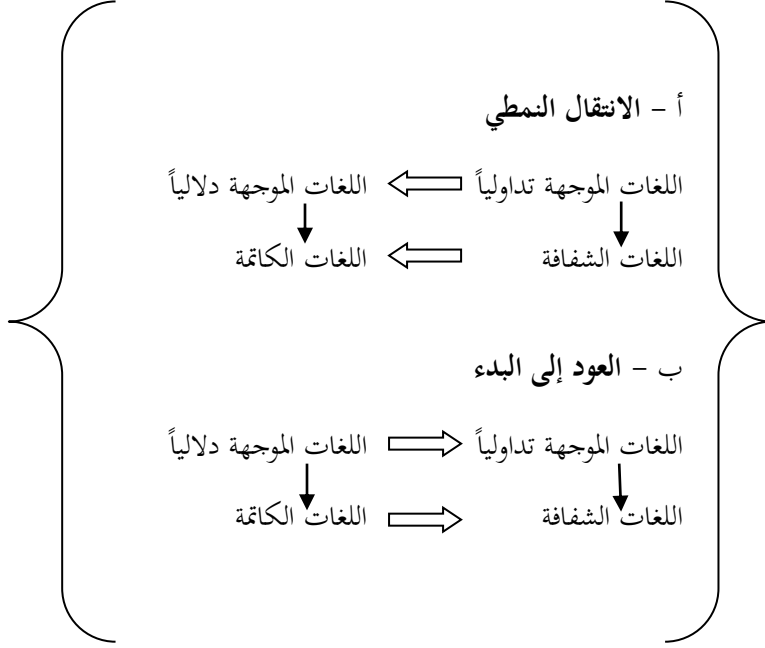 أ – الانتقال النمطي
اللغات الموجهة تداولياً اللغات الموجهة دلالياً
اللغات الشفافة اللغات الكاتمة
ب – العود إلى البدء
اللغات الموجهة تداولياً اللغات الموجهة دلالياً
اللغات الشفافة اللغات الكاتمة